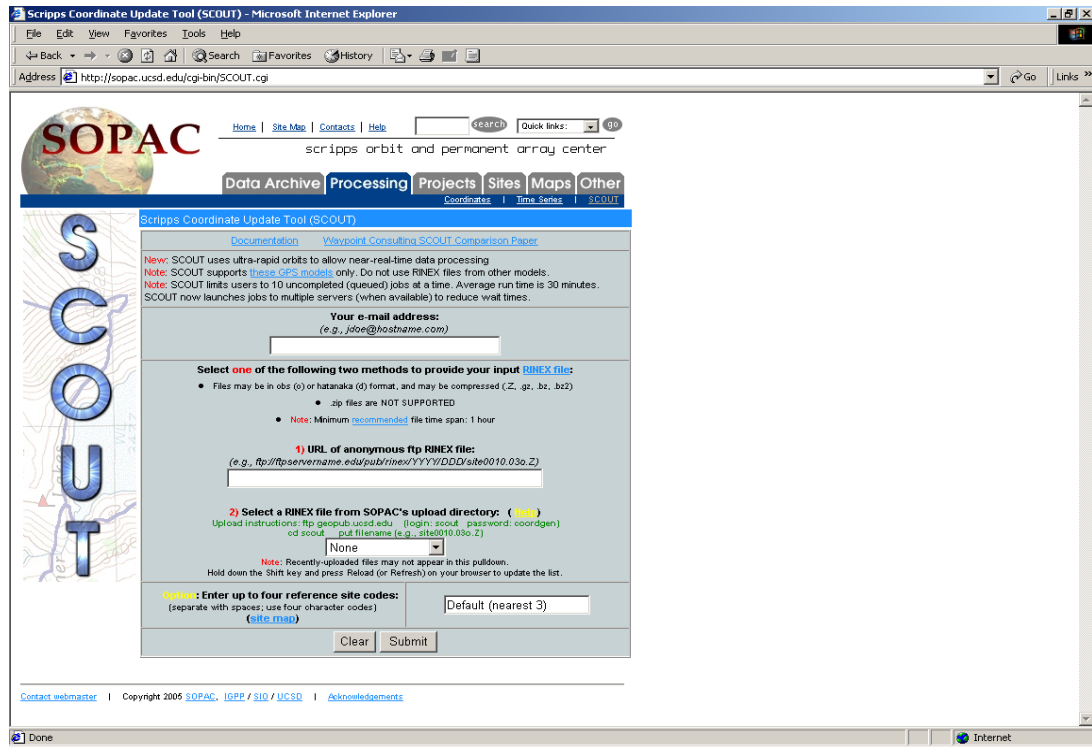 Scripps Coordinate Update Tool (SCOUT) - Microsoft Internet Explorer
File Edit View Favorites Tools Help
Back Search Favorites History
Address http://sopac.ucsd.edu/cgi-bin/SCOUT.cgi Go Links »
SOPAC
Home | Site Map | Contacts | Help search Quick links: go
scripps orbit and permanent array center
Data Archive Processing Projects Sites Maps Other
Coordinates | Time Series | SCOUT
SCOUT
Scripps Coordinate Update Tool (SCOUT)
Documentation Waypoint Consulting SCOUT Comparison Paper
New: SCOUT uses ultra-rapid orbits to allow near-real-time data processing
Note: SCOUT supports these GPS models only. Do not use RINEX files from other models.
Note: SCOUT limits users to 10 uncompleted (queued) jobs at a time. Average run time is 30 minutes.
SCOUT now launches jobs to multiple servers (when available) to reduce wait times.
Your e-mail address:
(e.g., jdoe@hostname.com)
Select one of the following two methods to provide your input RINEX file:
• Files may be in obs (o) or hatanaka (d) format, and may be compressed (.Z, .gz, .bz, .bz2)
• .zip files are NOT SUPPORTED
• Note: Minimum recommended file time span: 1 hour
1) URL of anonymous ftp RINEX file:
(e.g., ftp://ftpservername.edu/pub/rinex/YYYY/DDD/site0010.03o.Z)
2) Select a RINEX file from SOPAC's upload directory: ( Help )
Upload instructions: ftp geopub.ucsd.edu (login: scout password: coordgen)
cd scout put filename (e.g., site0010.03o.Z)
None
Note: Recently-uploaded files may not appear in this pulldown.
Hold down the Shift key and press Reload (or Refresh) on your browser to update the list.
Option: Enter up to four reference site codes:
(separate with spaces; use four character codes)
(site map)
Default (nearest 3)
Clear Submit
Contact webmaster | Copyright 2005 SOPAC, IGPP / SIO / UCSD | Acknowledgements
Done Internet